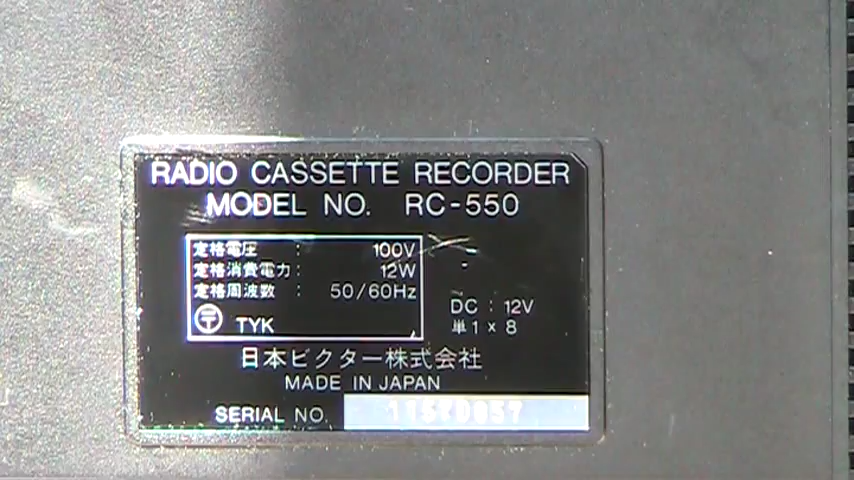 RADIO CASSETTE RECORDER
MODEL NO. RC-550
定格電圧 : 100V
定格消費電力 : 12W
定格周波数 : 50/60Hz
〒 TYK
DC : 12V
単1×8
日本ビクター株式会社
MADE IN JAPAN
SERIAL NO.